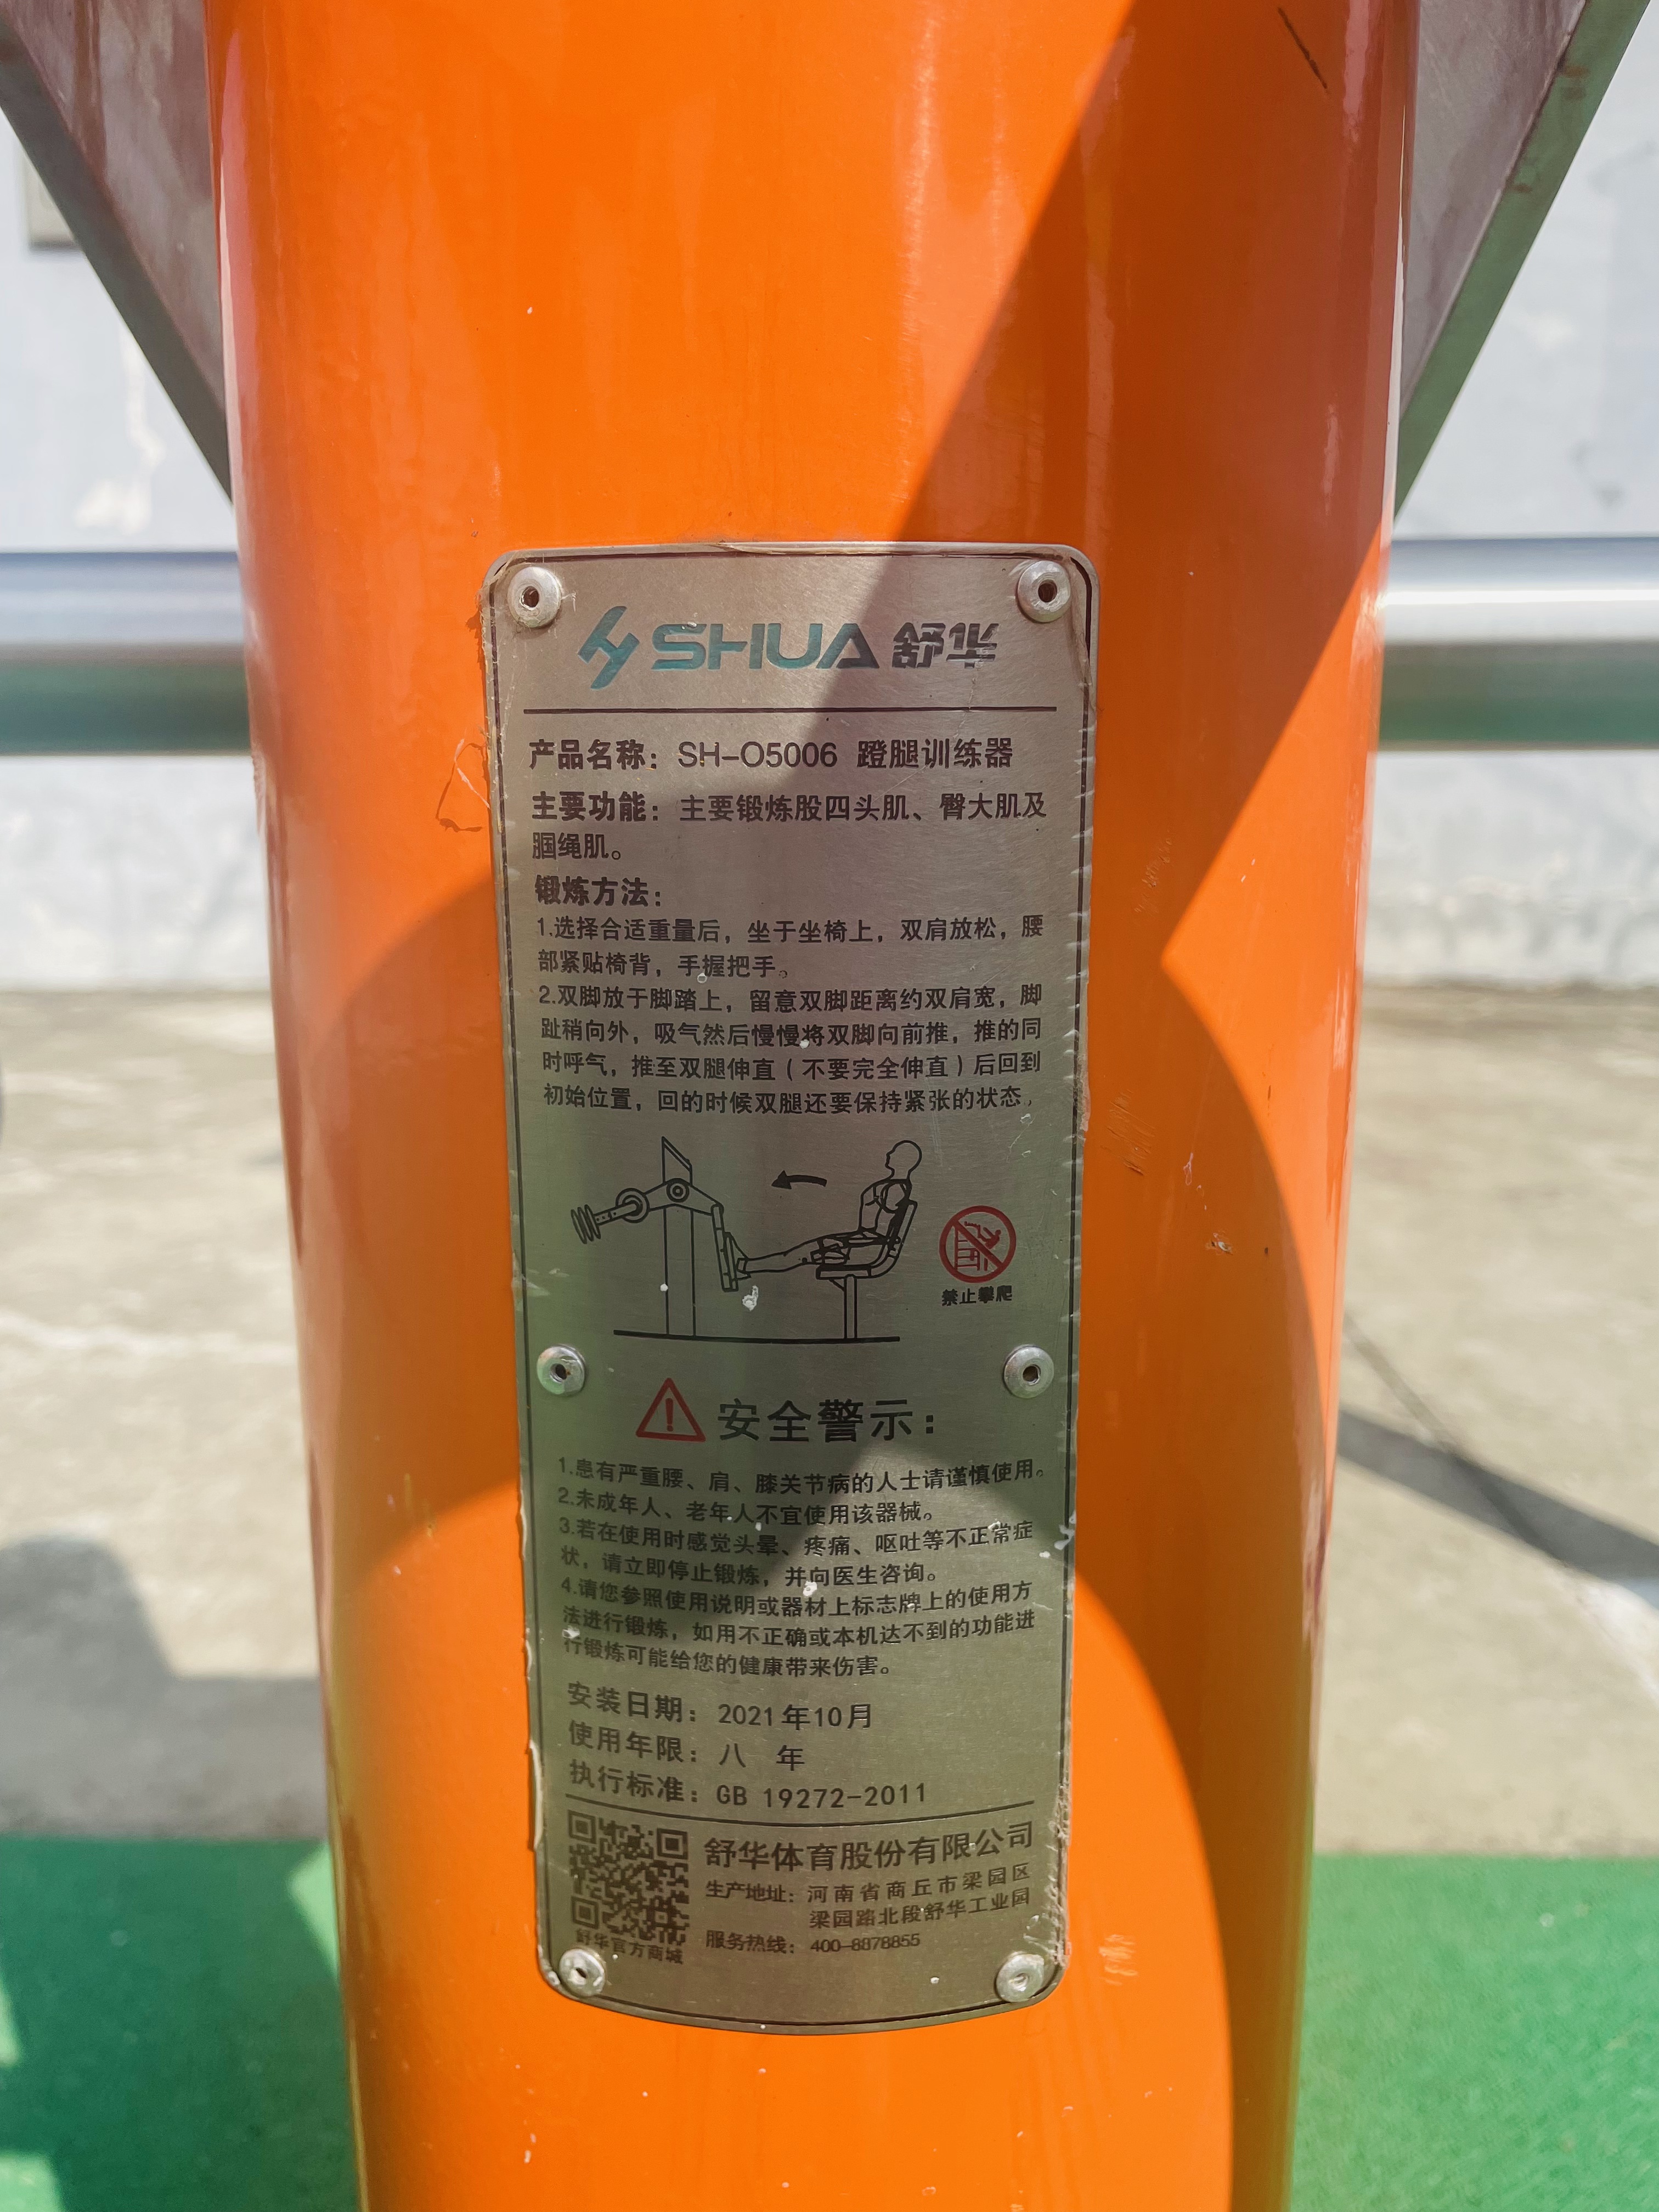 SHUA 舒华
产品名称：SH-O5006 蹬腿训练器
主要功能：主要锻炼股四头肌、臀大肌及
腘绳肌。
锻炼方法：
1.选择合适重量后，坐于坐椅上，双肩放松，腰
部紧贴椅背，手握把手。
2.双脚放于脚踏上，留意双脚距离约双肩宽，脚
趾稍向外，吸气然后慢慢将双脚向前推，推的同
时呼气，推至双腿伸直（不要完全伸直）后回到
初始位置，回的时候双腿还要保持紧张的状态。
禁止攀爬
安全警示：
1.患有严重腰、肩、膝关节病的人士请谨慎使用。
2.未成年人、老年人不宜使用该器械。
3.若在使用时感觉头晕、疼痛、呕吐等不正常症
状，请立即停止锻炼，并向医生咨询。
4.请您参照使用说明或器材上标志牌上的使用方
法进行锻炼，如用不正确或本机达不到的功能进
行锻炼可能给您的健康带来伤害。
安装日期：2021年10月
使用年限：八 年
执行标准：GB 19272-2011
舒华体育股份有限公司
生产地址：河南省商丘市梁园区
梁园路北段舒华工业园
服务热线：400-8878855
舒华官方商城